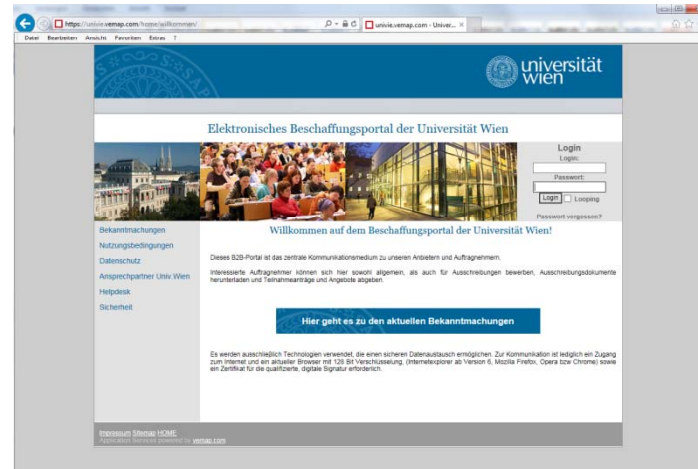 https://univie.vemap.com/home/willkommen/
univie.vemap.com - Univer...
Datei Bearbeiten Ansicht Favoriten Extras ?
universität
wien
Elektronisches Beschaffungsportal der Universität Wien
Login
Login:
Passwort:
Login Looping
Passwort vergessen?
Bekanntmachungen
Nutzungsbedingungen
Datenschutz
Ansprechpartner Univ.Wien
Helpdesk
Sicherheit
Willkommen auf dem Beschaffungsportal der Universität Wien!
Dieses B2B-Portal ist das zentrale Kommunikationsmedium zu unseren Anbietern und Auftragnehmern.
Interessierte Auftragnehmer können sich hier sowohl allgemein, als auch für Ausschreibungen bewerben, Ausschreibungsdokumente
herunterladen und Teilnahmeanträge und Angebote abgeben.
Hier geht es zu den aktuellen Bekanntmachungen
Es werden ausschließlich Technologien verwendet, die einen sicheren Datenaustausch ermöglichen. Zur Kommunikation ist lediglich ein Zugang
zum Internet und ein aktueller Browser mit 128 Bit Verschlüsselung, (Internetexplorer ab Version 6, Mozilla Firefox, Opera bzw Chrome) sowie
ein Zertifikat für die qualifizierte, digitale Signatur erforderlich.
Impressum Sitemap HOME
Application Services powered by vemap.com